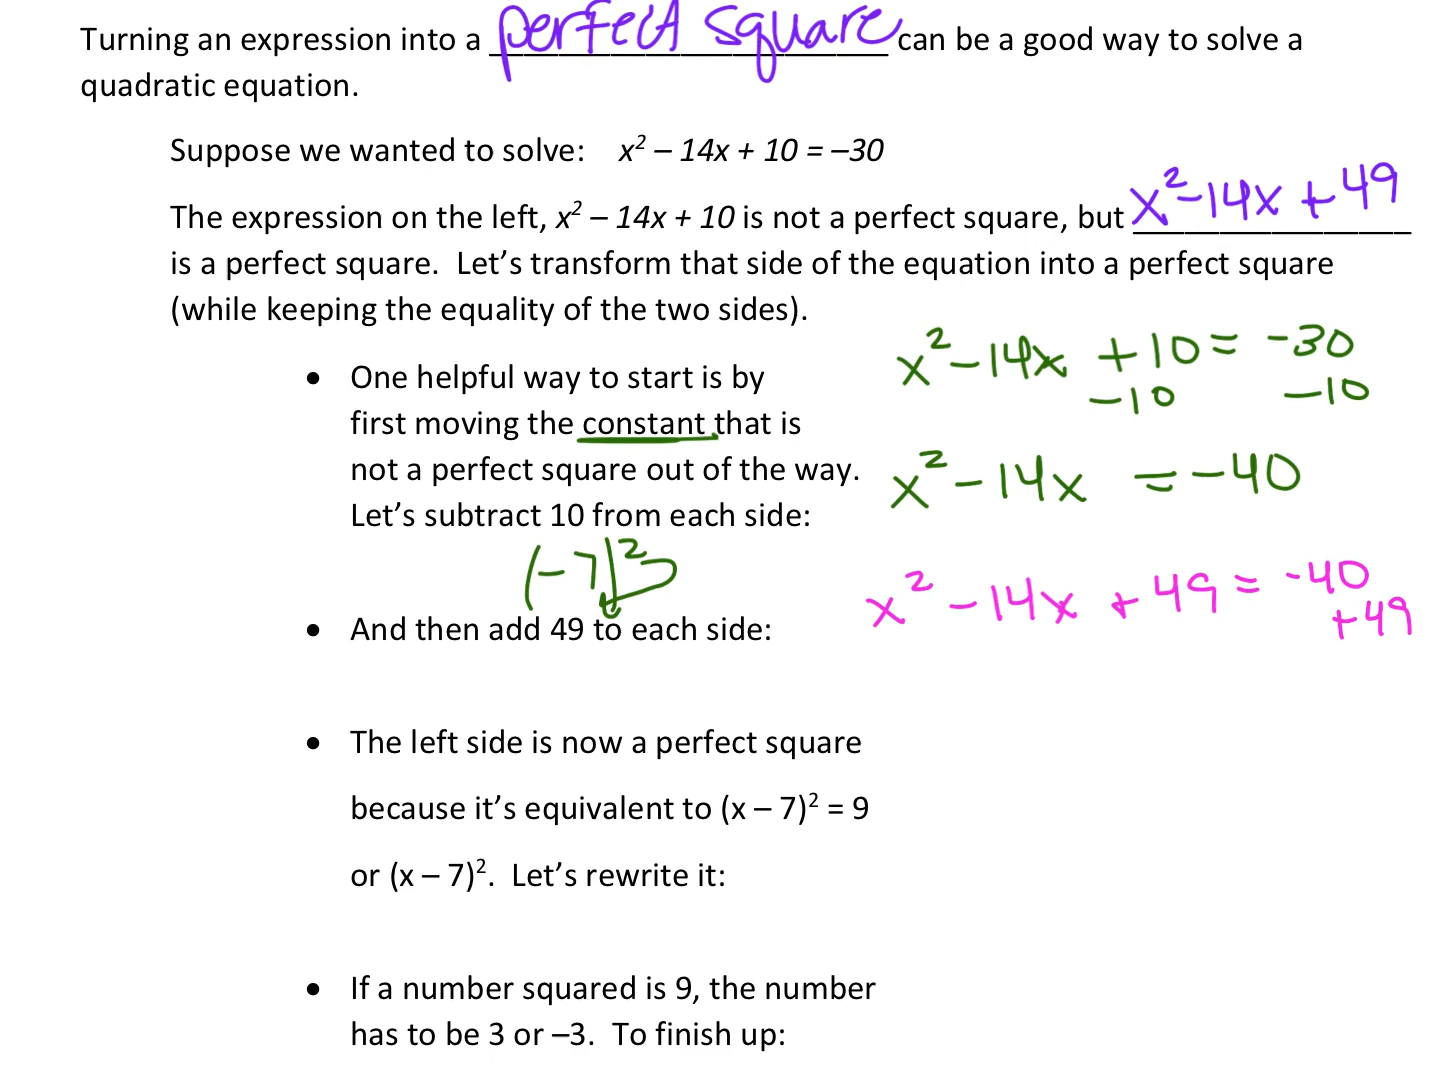 Turning an expression into a perfect square can be a good way to solve a
quadratic equation.
Suppose we wanted to solve: x² – 14x + 10 = –30
The expression on the left, x² – 14x + 10 is not a perfect square, but x² - 14x + 49
is a perfect square. Let’s transform that side of the equation into a perfect square
(while keeping the equality of the two sides).
• One helpful way to start is by
first moving the constant that is
not a perfect square out of the way.
Let’s subtract 10 from each side:
x² - 14x + 10 = -30
-10 -10
x² - 14x = -40
(-7)²
• And then add 49 to each side:
x² - 14x + 49 = -40
+49
• The left side is now a perfect square
because it’s equivalent to (x – 7)² = 9
or (x – 7)². Let’s rewrite it:
• If a number squared is 9, the number
has to be 3 or –3. To finish up: